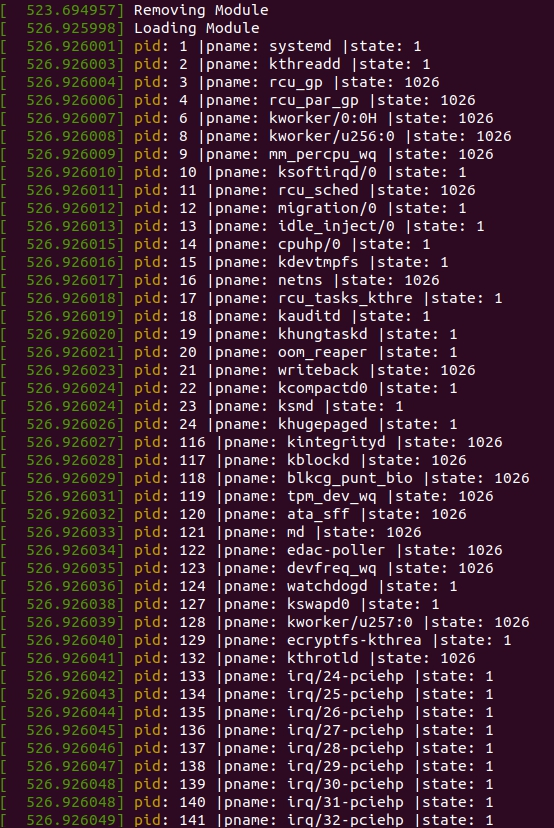 [  523.694957] Removing Module
[  526.925998] Loading Module
[  526.926001] pid: 1 |pname: systemd |state: 1
[  526.926003] pid: 2 |pname: kthreadd |state: 1
[  526.926004] pid: 3 |pname: rcu_gp |state: 1026
[  526.926006] pid: 4 |pname: rcu_par_gp |state: 1026
[  526.926007] pid: 6 |pname: kworker/0:0H |state: 1026
[  526.926008] pid: 8 |pname: kworker/u256:0 |state: 1026
[  526.926009] pid: 9 |pname: mm_percpu_wq |state: 1026
[  526.926010] pid: 10 |pname: ksoftirqd/0 |state: 1
[  526.926011] pid: 11 |pname: rcu_sched |state: 1026
[  526.926012] pid: 12 |pname: migration/0 |state: 1
[  526.926013] pid: 13 |pname: idle_inject/0 |state: 1
[  526.926015] pid: 14 |pname: cpuhp/0 |state: 1
[  526.926016] pid: 15 |pname: kdevtmpfs |state: 1
[  526.926017] pid: 16 |pname: netns |state: 1026
[  526.926018] pid: 17 |pname: rcu_tasks_kthre |state: 1
[  526.926019] pid: 18 |pname: kauditd |state: 1
[  526.926020] pid: 19 |pname: khungtaskd |state: 1
[  526.926021] pid: 20 |pname: oom_reaper |state: 1
[  526.926023] pid: 21 |pname: writeback |state: 1026
[  526.926024] pid: 22 |pname: kcompactd0 |state: 1
[  526.926024] pid: 23 |pname: ksmd |state: 1
[  526.926026] pid: 24 |pname: khugepaged |state: 1
[  526.926027] pid: 116 |pname: kintegrityd |state: 1026
[  526.926028] pid: 117 |pname: kblockd |state: 1026
[  526.926029] pid: 118 |pname: blkcg_punt_bio |state: 1026
[  526.926031] pid: 119 |pname: tpm_dev_wq |state: 1026
[  526.926032] pid: 120 |pname: ata_sff |state: 1026
[  526.926033] pid: 121 |pname: md |state: 1026
[  526.926034] pid: 122 |pname: edac-poller |state: 1026
[  526.926035] pid: 123 |pname: devfreq_wq |state: 1026
[  526.926036] pid: 124 |pname: watchdogd |state: 1
[  526.926038] pid: 127 |pname: kswapd0 |state: 1
[  526.926039] pid: 128 |pname: kworker/u257:0 |state: 1026
[  526.926040] pid: 129 |pname: ecryptfs-kthrea |state: 1
[  526.926041] pid: 132 |pname: kthrotld |state: 1026
[  526.926042] pid: 133 |pname: irq/24-pciehp |state: 1
[  526.926043] pid: 134 |pname: irq/25-pciehp |state: 1
[  526.926044] pid: 135 |pname: irq/26-pciehp |state: 1
[  526.926045] pid: 136 |pname: irq/27-pciehp |state: 1
[  526.926046] pid: 137 |pname: irq/28-pciehp |state: 1
[  526.926047] pid: 138 |pname: irq/29-pciehp |state: 1
[  526.926048] pid: 139 |pname: irq/30-pciehp |state: 1
[  526.926048] pid: 140 |pname: irq/31-pciehp |state: 1
[  526.926049] pid: 141 |pname: irq/32-pciehp |state: 1